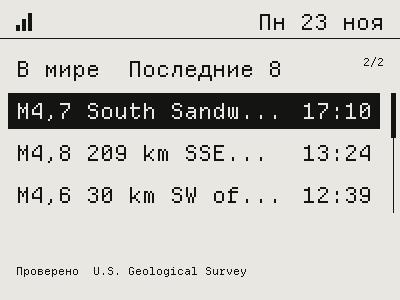 Пн 23 ноя
В мире Последние 8 2/2
M4,7 South Sandw... 17:10
M4,8 209 km SSE... 13:24
M4,6 30 km SW of... 12:39
Проверено U.S. Geological Survey